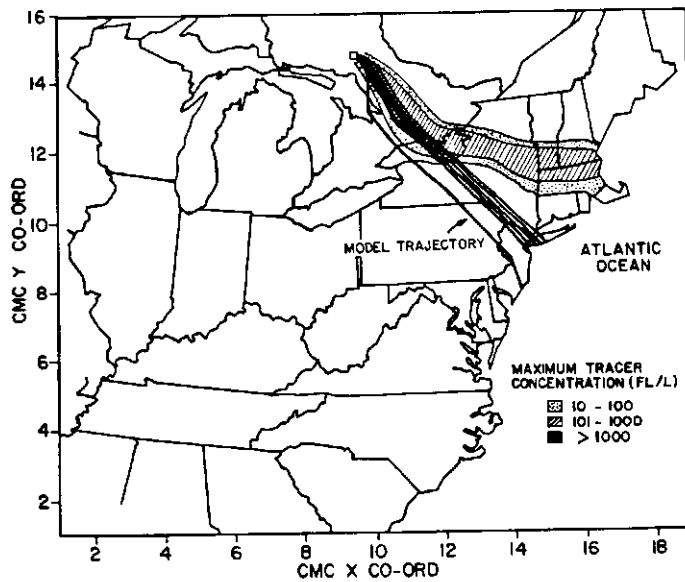 16
14
12
10
8
6
4
2
CMC Y CO-ORD
MODEL TRAJECTORY
ATLANTIC
OCEAN
MAXIMUM TRACER
CONCENTRATION (FL/L)
10 - 100
101 - 1000
> 1000
2 4 6 8 10 12 14 16 18
CMC X CO-ORD